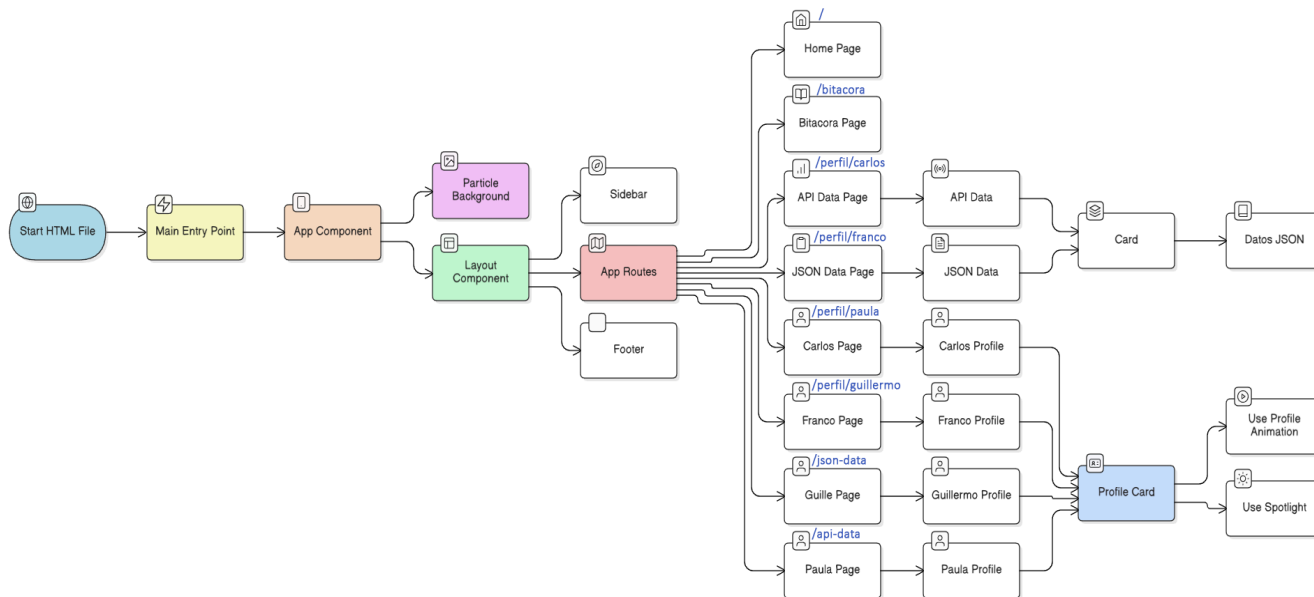 /
Home Page
/bitacora
Bitacora Page
/perfil/carlos
API Data Page
API Data
/perfil/franco
JSON Data Page
JSON Data
Card
Datos JSON
Particle
Background
Sidebar
Start HTML File
Main Entry Point
App Component
Layout
Component
App Routes
Footer
/perfil/paula
Carlos Page
Carlos Profile
/perfil/guillermo
Franco Page
Franco Profile
/json-data
Guille Page
Guillermo Profile
/api-data
Paula Page
Paula Profile
Profile Card
Use Profile
Animation
Use Spotlight